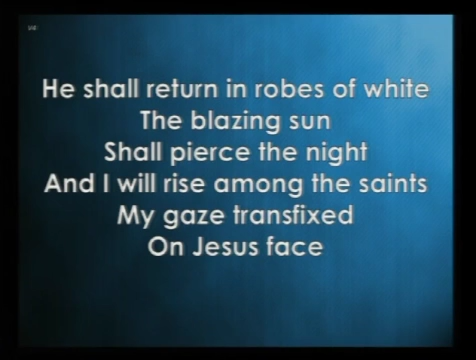 He shall return in robes of white
The blazing sun
Shall pierce the night
And I will rise among the saints
My gaze transfixed
On Jesus face